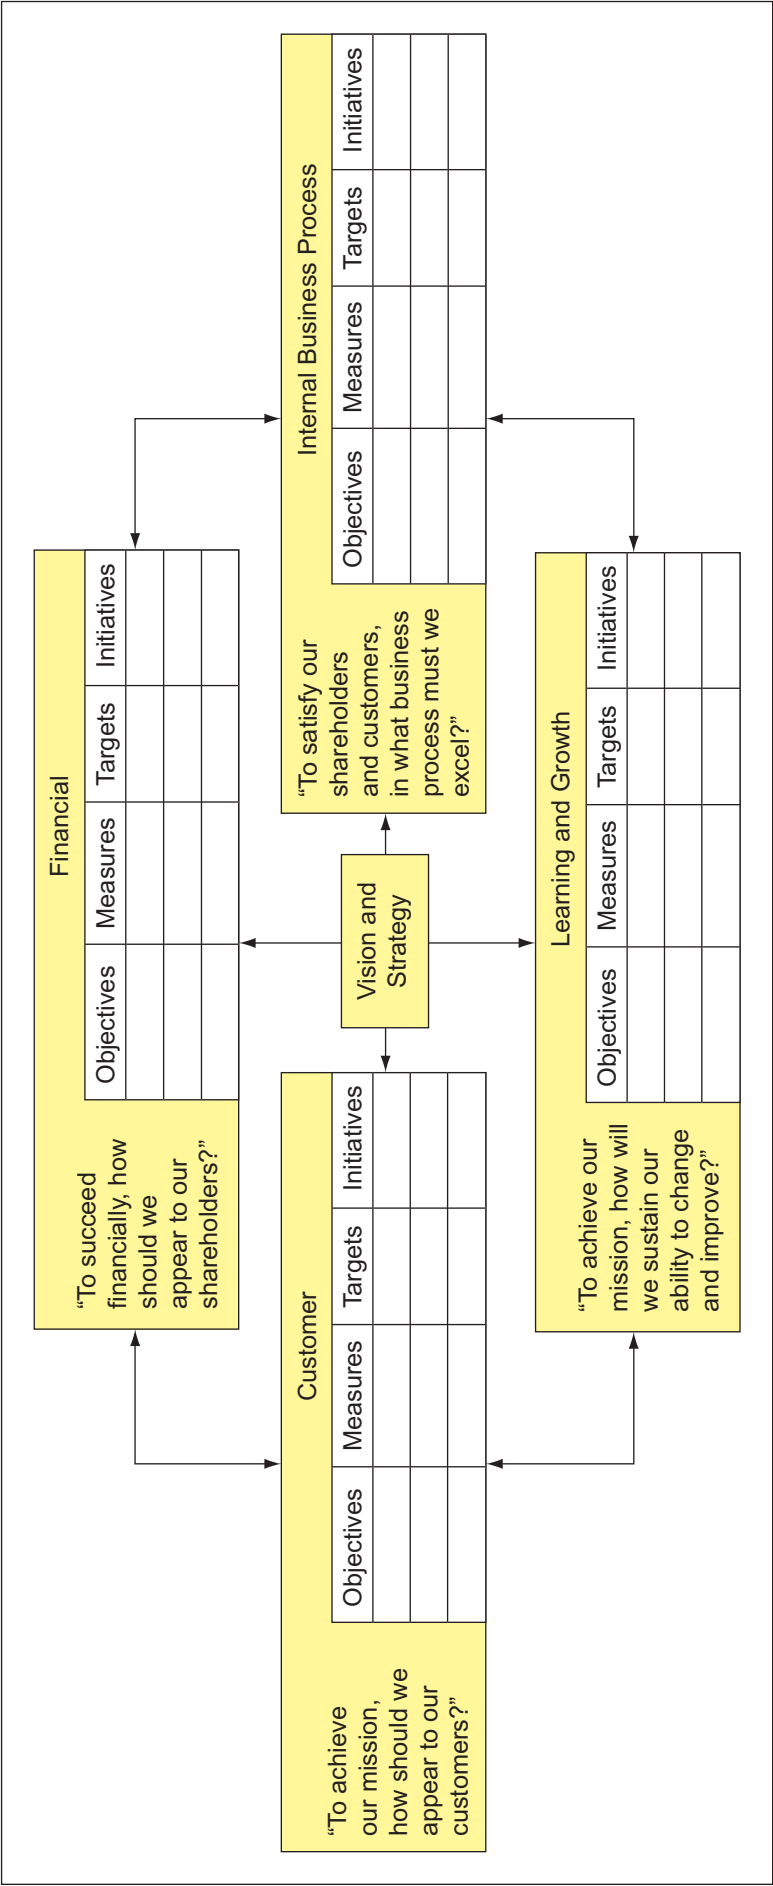 Financial
“To succeed
financially, how
should we
appear to our
shareholders?”
Objectives Measures Targets Initiatives
Customer
“To achieve
our mission,
how should we
appear to our
customers?”
Objectives Measures Targets Initiatives
Vision and
Strategy
Internal Business Process
“To satisfy our
shareholders
and customers,
in what business
process must we
excel?”
Objectives Measures Targets Initiatives
Learning and Growth
“To achieve our
mission, how will
we sustain our
ability to change
and improve?”
Objectives Measures Targets Initiatives